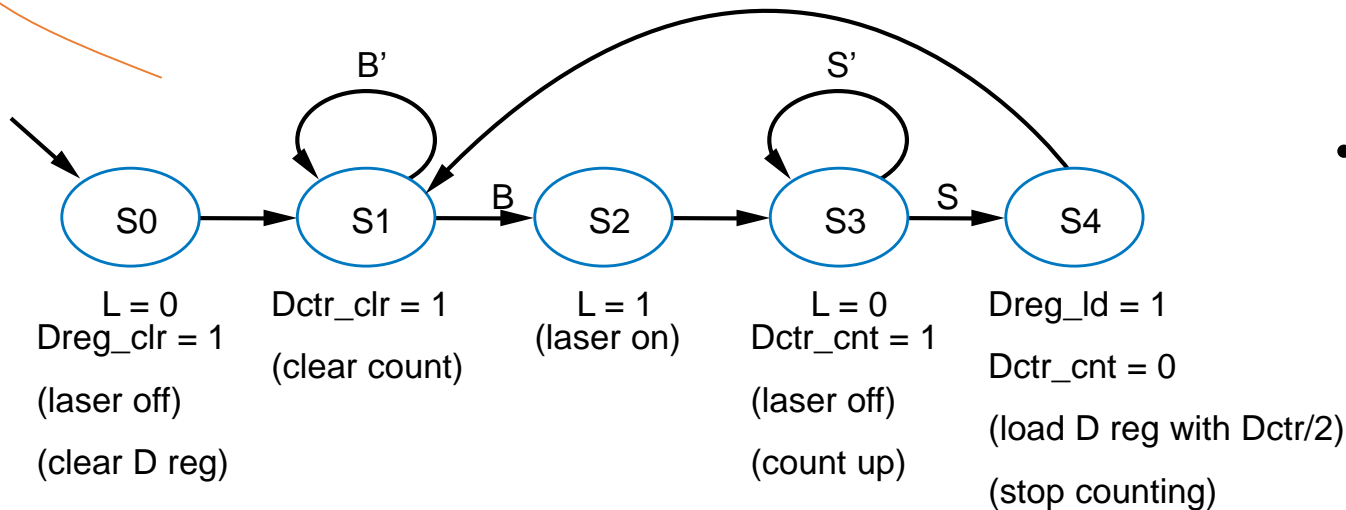 B’
S’
S0
S1
B
S2
S3
S
S4
L = 0
Dreg_clr = 1
(laser off)
(clear D reg)
Dctr_clr = 1
(clear count)
L = 1
(laser on)
L = 0
Dctr_cnt = 1
(laser off)
(count up)
Dreg_ld = 1
Dctr_cnt = 0
(load D reg with Dctr/2)
(stop counting)